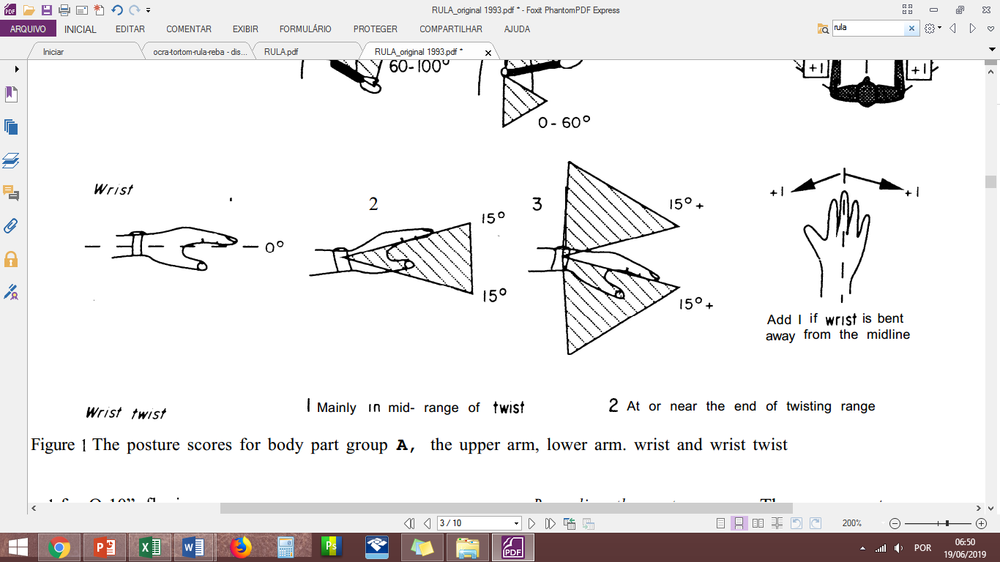 RULA_original 1993.pdf * - Foxit PhantomPDF Express
ARQUIVO INICIAL EDITAR COMENTAR EXIBIR FORMULÁRIO PROTEGER COMPARTILHAR AJUDA
rula
Iniciar
ocra-tortom-rula-reba - dis...
RULA.pdf
RULA_original 1993.pdf *
60-100°
0-60°
+1
+1
Wrist
0°
2
15°
15°
3
15°+
15°+
+1
+1
Add 1 if wrist is bent
away from the midline
Wrist twist
1 Mainly in mid- range of twist
2 At or near the end of twisting range
Figure 1 The posture scores for body part group A, the upper arm, lower arm. wrist and wrist twist
3 / 10
200%
POR
06:50
19/06/2019